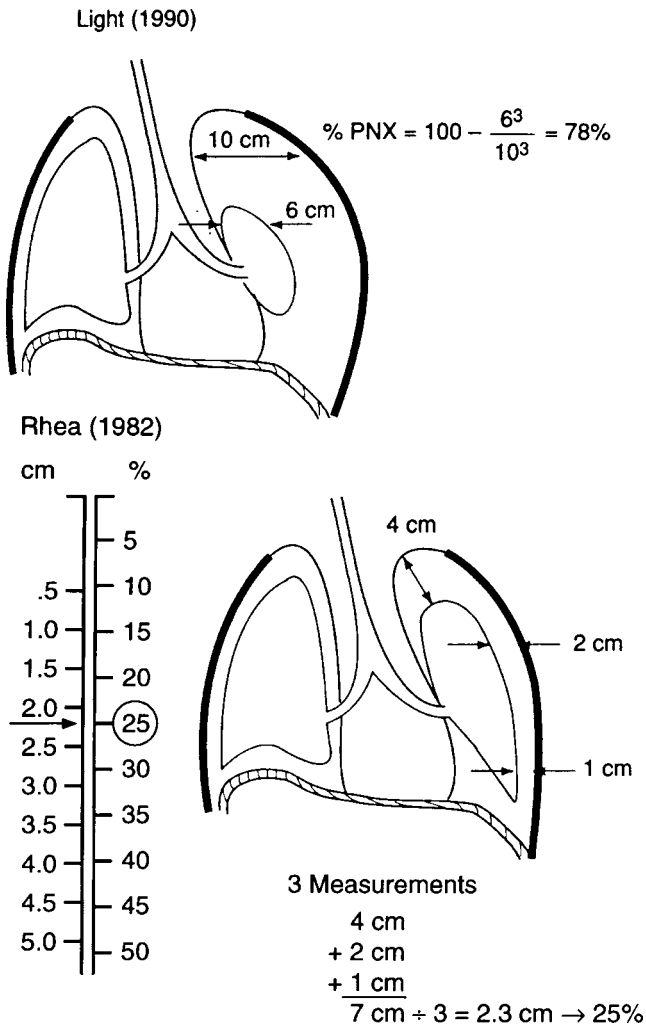 Light (1990)
10 cm
% PNX = 100 − 6³/10³ = 78%
6 cm
Rhea (1982)
cm %
5
.5 10
1.0 15
1.5 20
2.0 25
2.5 30
3.0 35
3.5 40
4.0 45
4.5 50
5.0
4 cm
2 cm
1 cm
3 Measurements
4 cm
+ 2 cm
+ 1 cm
7 cm ÷ 3 = 2.3 cm → 25%